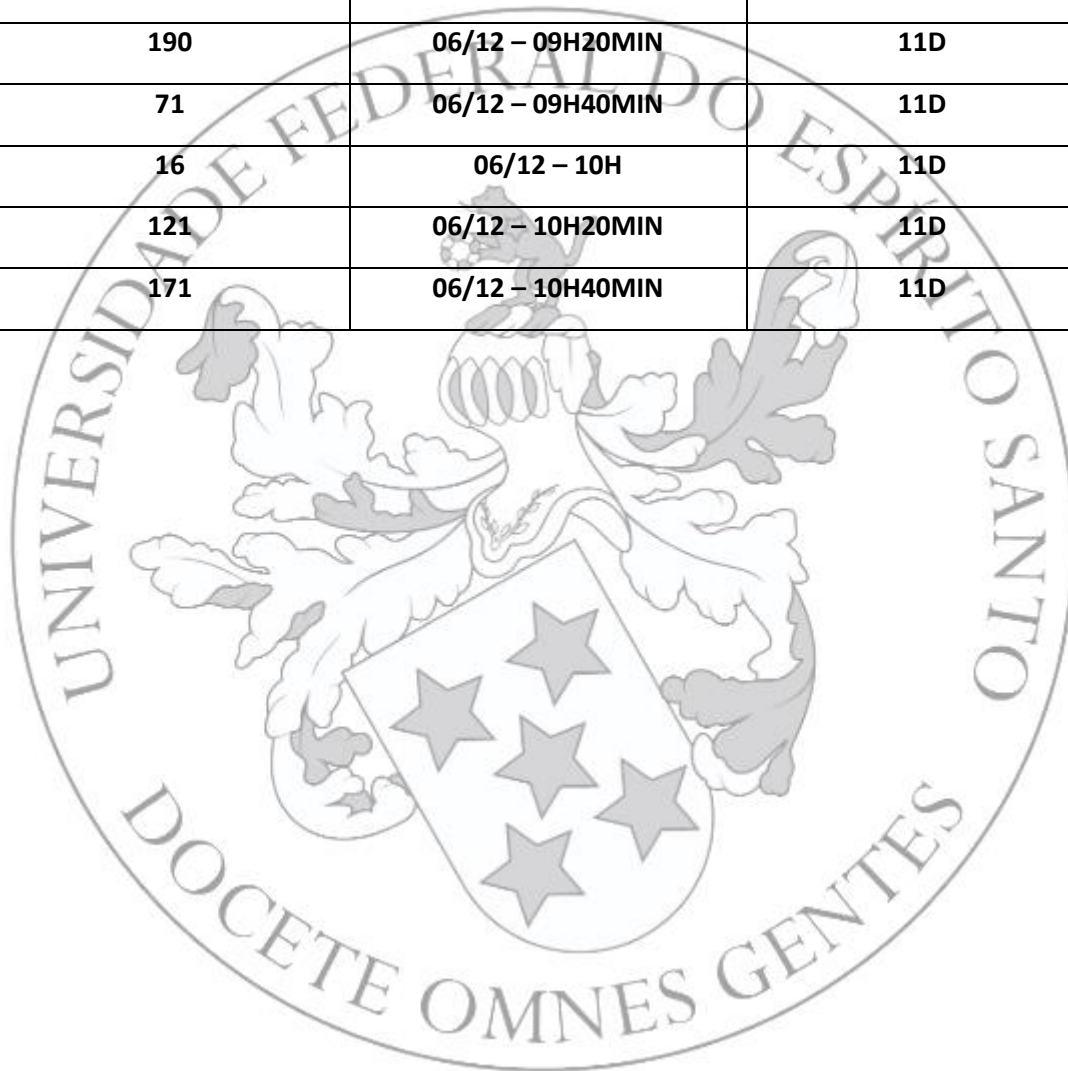 190 06/12 – 09H20MIN 11D
71 06/12 – 09H40MIN 11D
16 06/12 – 10H 11D
121 06/12 – 10H20MIN 11D
171 06/12 – 10H40MIN 11D
UNIVERSIDADE FEDERAL DO ESPÍRITO SANTO
DOCETE OMNES GENTES